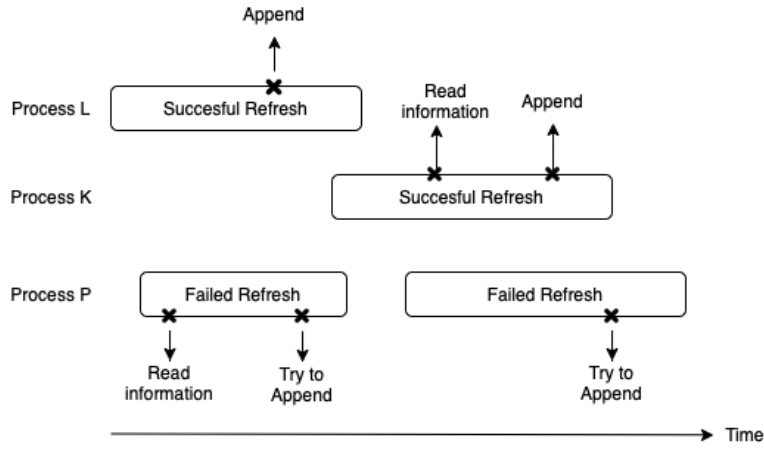 Append
Process L
Succesful Refresh
Read
information
Append
Process K
Succesful Refresh
Process P
Failed Refresh
Failed Refresh
Read
information
Try to
Append
Try to
Append
Time